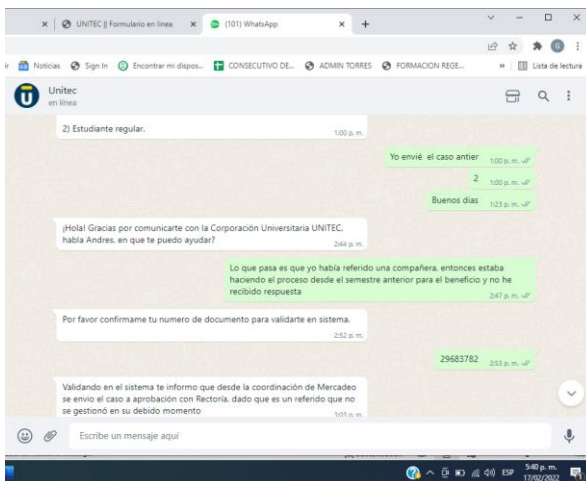 UNITEC || Formulario en linea
(101) WhatsApp
Noticias
Sign In
Encontrar mi dispos...
CONSECUTIVO DE...
ADMIN TORRES
FORMACION REGE...
»
Lista de lectura
Unitec
en línea
2) Estudiante regular.
1:00 p. m.
Yo envié el caso antier
1:00 p. m.
2
1:00 p. m.
Buenos dias
1:23 p. m.
¡Hola! Gracias por comunicarte con la Corporación Universitaria UNITEC,
habla Andres, en que te puedo ayudar?
2:44 p. m.
Lo que pasa es que yo había referido una compañera, entonces estaba
haciendo el proceso desde el semestre anterior para el beneficio y no he
recibido respuesta
2:47 p. m.
Por favor confirmame tu numero de documento para validarte en sistema.
2:52 p. m.
29683782
2:53 p. m.
Validando en el sistema te informo que desde la coordinación de Mercadeo
se envio el caso a aprobación con Rectoría, dado que es un referido que no
se gestionó en su debido momento
3:03 p. m.
Escribe un mensaje aquí
ESP
5:40 p. m.
17/02/2022